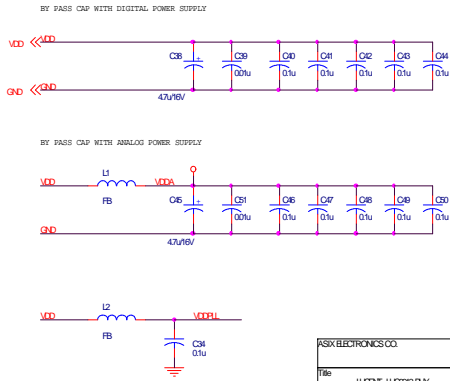 BY PASS CAP WITH DIGITAL POWER SUPPLY
VDD VDD
C38 + C39 C40 C41 C42 C43 C44
0.01u 0.1u 0.1u 0.1u 0.1u 0.1u
GND GND
4.7u/16V
BY PASS CAP WITH ANALOG POWER SUPPLY
L1
VDD VDDA
FB
C45 + C51 C46 C47 C48 C49 C50
0.01u 0.1u 0.1u 0.1u 0.1u 0.1u
GND
4.7u/16V
L2
VDD VDDPLL
FB
C34
0.1u
ASIX ELECTRONICS CO.
Title